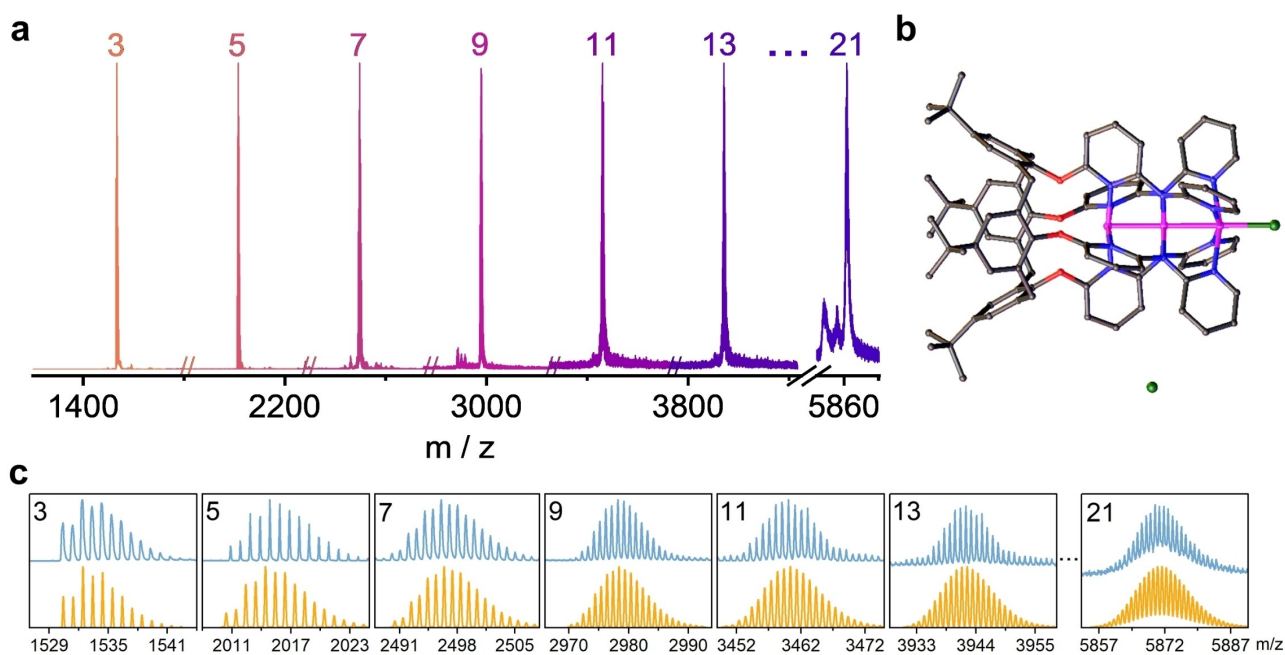 a
3 5 7 9 11 13 ... 21
1400 2200 3000 3800 5860
m / z
b
c
3 5 7 9 11 13 21
...
1529 1535 1541 2011 2017 2023 2491 2498 2505 2970 2980 2990 3452 3462 3472 3933 3944 3955 5857 5872 5887 m/z